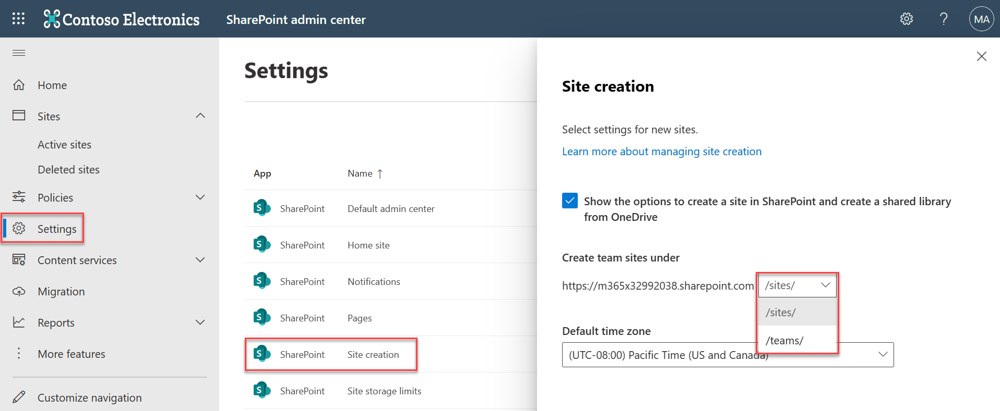 Contoso Electronics
SharePoint admin center
?
MA
Home
Sites
Active sites
Deleted sites
Policies
Settings
Content services
Migration
Reports
More features
Customize navigation
Settings
App
Name ↑
S SharePoint Default admin center
S SharePoint Home site
S SharePoint Notifications
S SharePoint Pages
S SharePoint Site creation
S SharePoint Site storage limits
Site creation
Select settings for new sites.
Learn more about managing site creation
Show the options to create a site in SharePoint and create a shared library
from OneDrive
Create team sites under
https://m365x32992038.sharepoint.com /sites/
/sites/
/teams/
Default time zone
(UTC-08:00) Pacific Time (US and Canada)